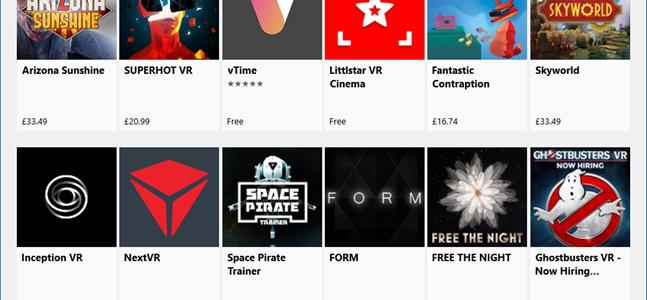 ARIZONA
SUNSHINE
SKYWORLD
Arizona Sunshine
SUPERHOT VR
vTime
Littlstar VR
Cinema
Fantastic
Contraption
Skyworld
★★★★★
£33.49
£20.99
Free
Free
£16.74
£33.49
SPACE
PIRATE
TRAINER
FORM
FREE THE NIGHT
GHOSTBUSTERS VR
NOW HIRING
Inception VR
NextVR
Space Pirate
Trainer
FORM
FREE THE NIGHT
Ghostbusters VR -
Now Hiring...